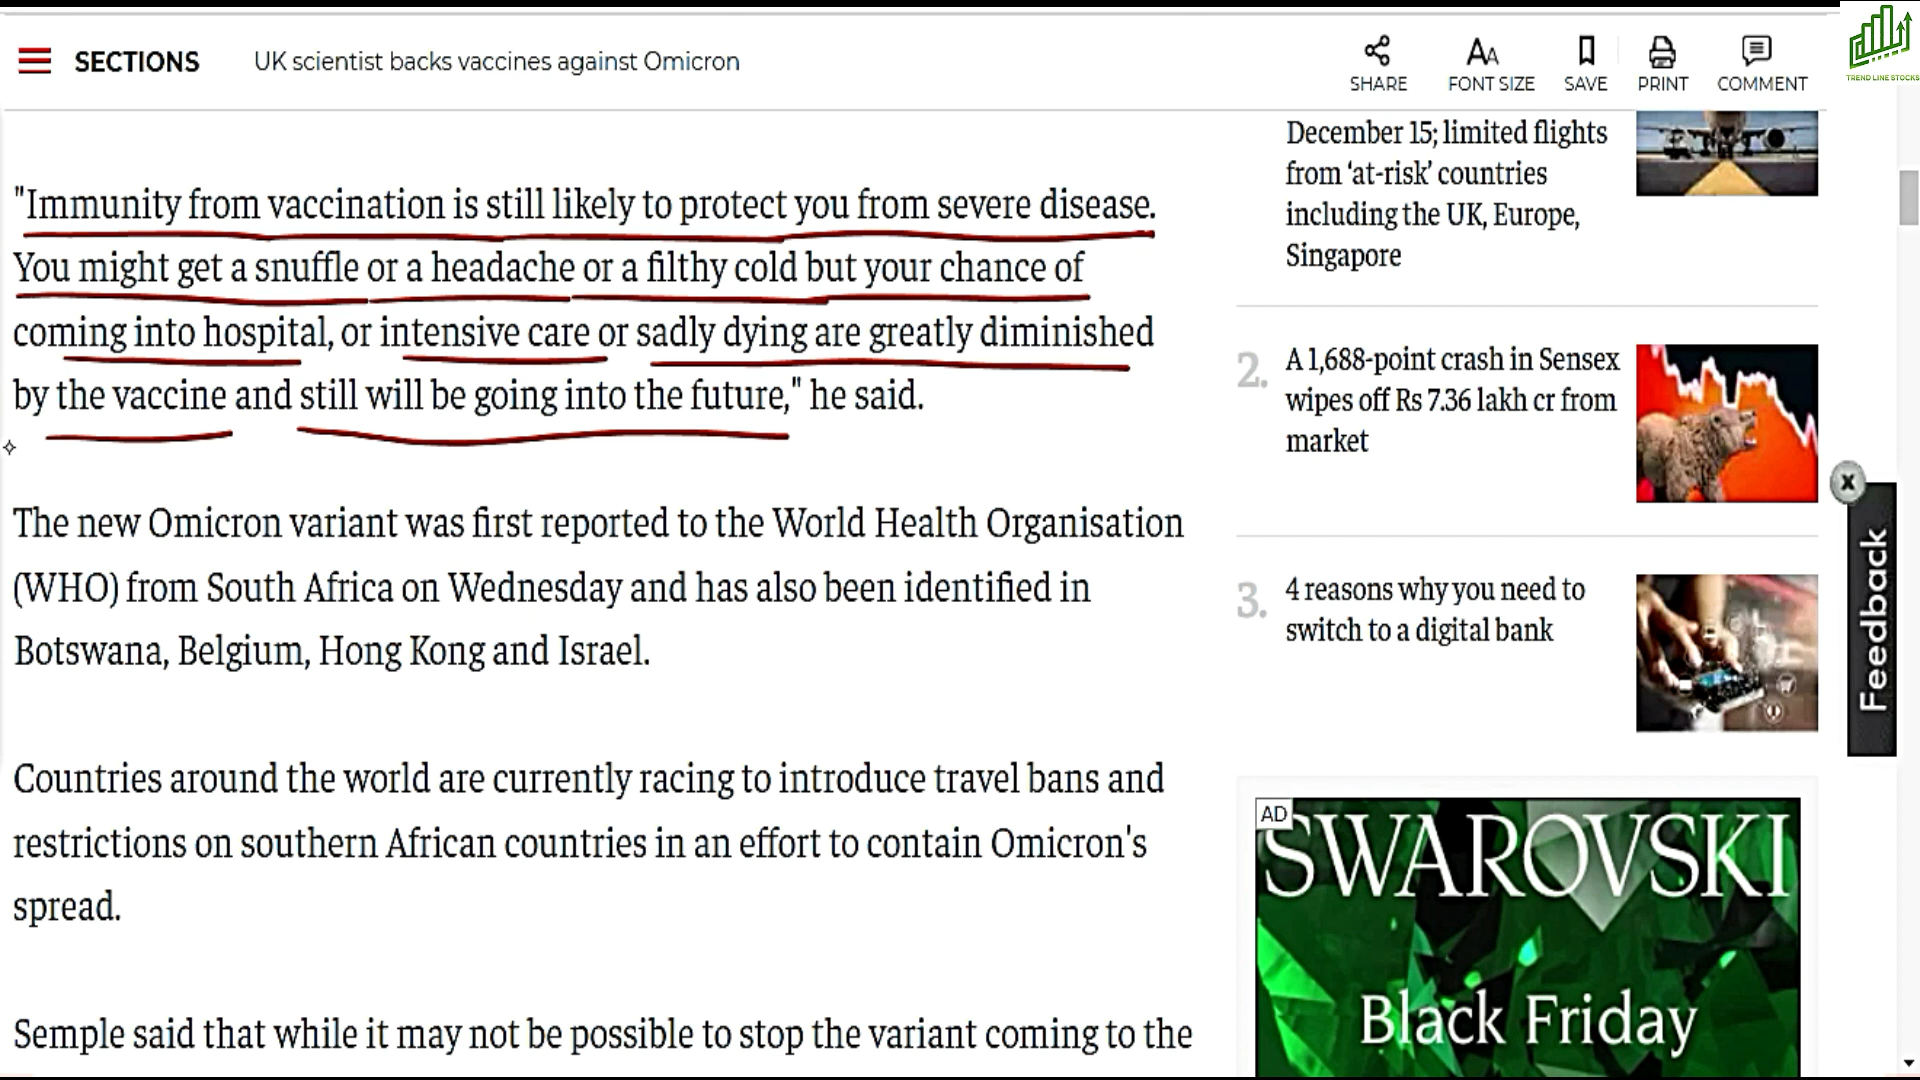 SECTIONS
UK scientist backs vaccines against Omicron
SHARE
AA
FONT SIZE
SAVE
PRINT
COMMENT
TREND LINE STOCKS
"Immunity from vaccination is still likely to protect you from severe disease.
You might get a snuffle or a headache or a filthy cold but your chance of
coming into hospital, or intensive care or sadly dying are greatly diminished
by the vaccine and still will be going into the future," he said.
The new Omicron variant was first reported to the World Health Organisation
(WHO) from South Africa on Wednesday and has also been identified in
Botswana, Belgium, Hong Kong and Israel.
Countries around the world are currently racing to introduce travel bans and
restrictions on southern African countries in an effort to contain Omicron's
spread.
Semple said that while it may not be possible to stop the variant coming to the
December 15; limited flights
from ‘at-risk’ countries
including the UK, Europe,
Singapore
2. A 1,688-point crash in Sensex
wipes off Rs 7.36 lakh cr from
market
3. 4 reasons why you need to
switch to a digital bank
x
Feedback
AD
SWAROVSKI
Black Friday